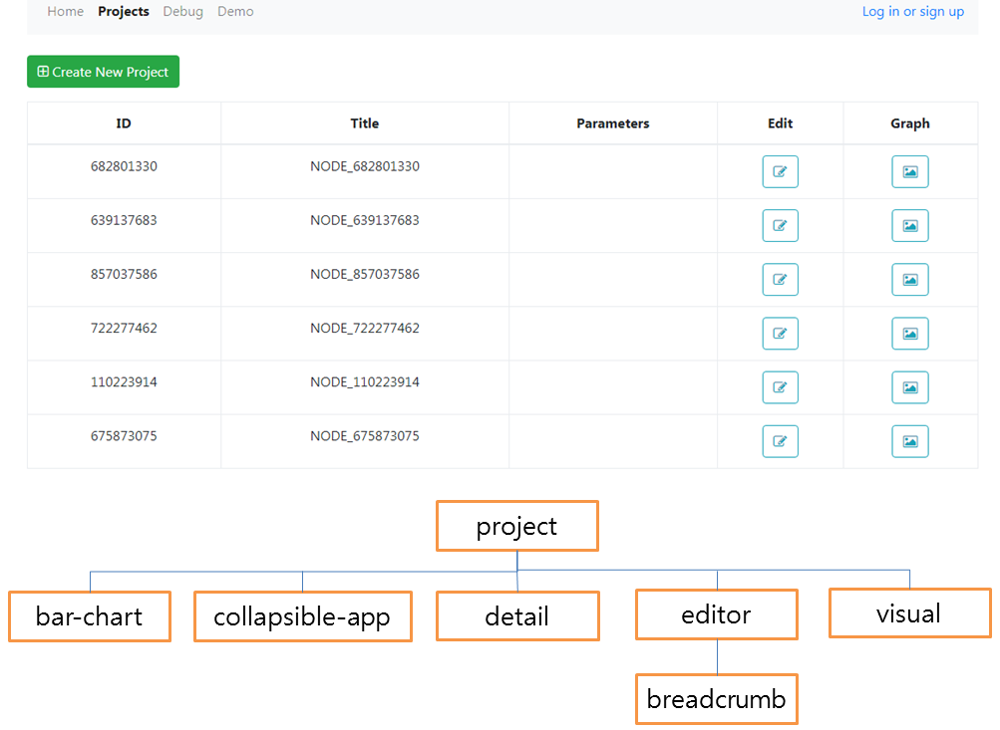 Home Projects Debug Demo Log in or sign up
Create New Project
ID Title Parameters Edit Graph
682801330 NODE_682801330
639137683 NODE_639137683
857037586 NODE_857037586
722277462 NODE_722277462
110223914 NODE_110223914
675873075 NODE_675873075
project
bar-chart collapsible-app detail editor visual
breadcrumb